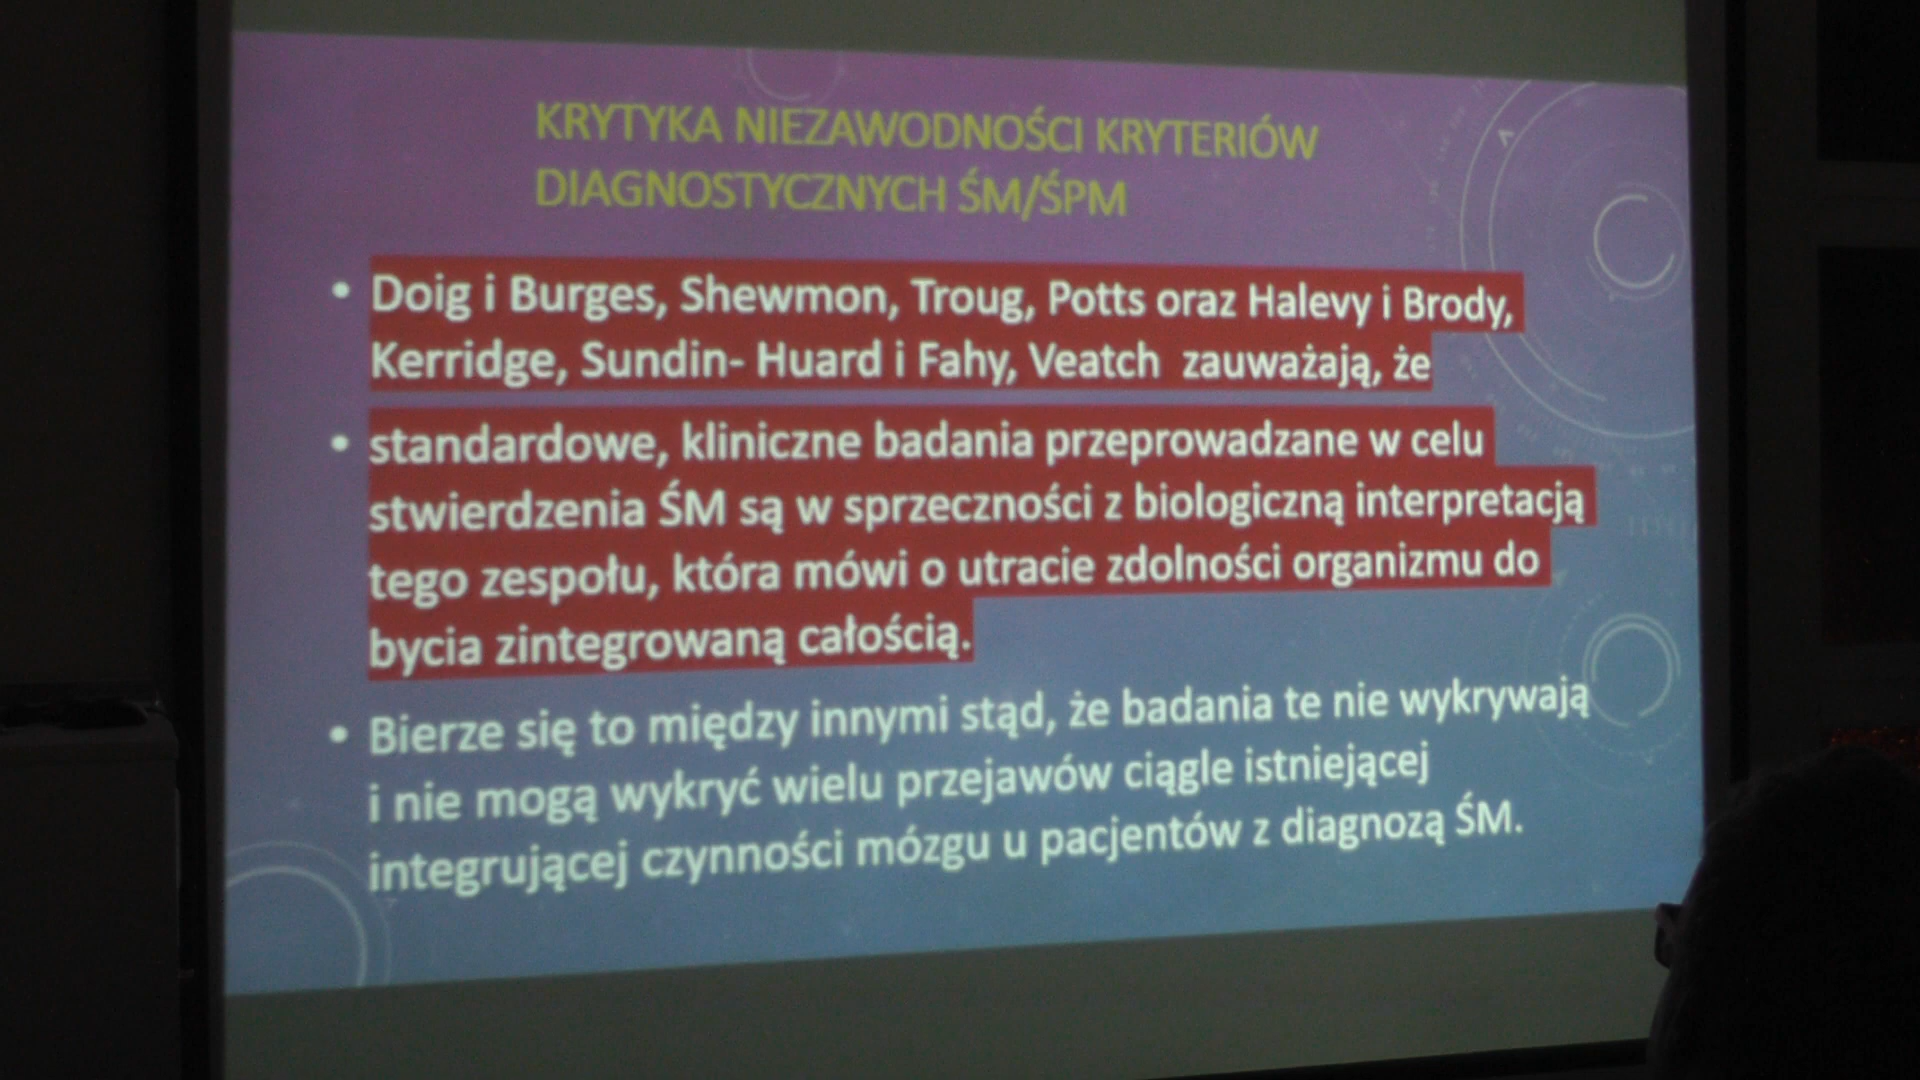 KRYTYKA NIEZAWODNOŚCI KRYTERIÓW
DIAGNOSTYCZNYCH ŚM/ŚPM
• Doig i Burges, Shewmon, Troug, Potts oraz Halevy i Brody,
Kerridge, Sundin- Huard i Fahy, Veatch zauważają, że
• standardowe, kliniczne badania przeprowadzane w celu
stwierdzenia ŚM są w sprzeczności z biologiczną interpretacją
tego zespołu, która mówi o utracie zdolności organizmu do
bycia zintegrowaną całością.
• Bierze się to między innymi stąd, że badania te nie wykrywają
i nie mogą wykryć wielu przejawów ciągle istniejącej
integrującej czynności mózgu u pacjentów z diagnozą ŚM.